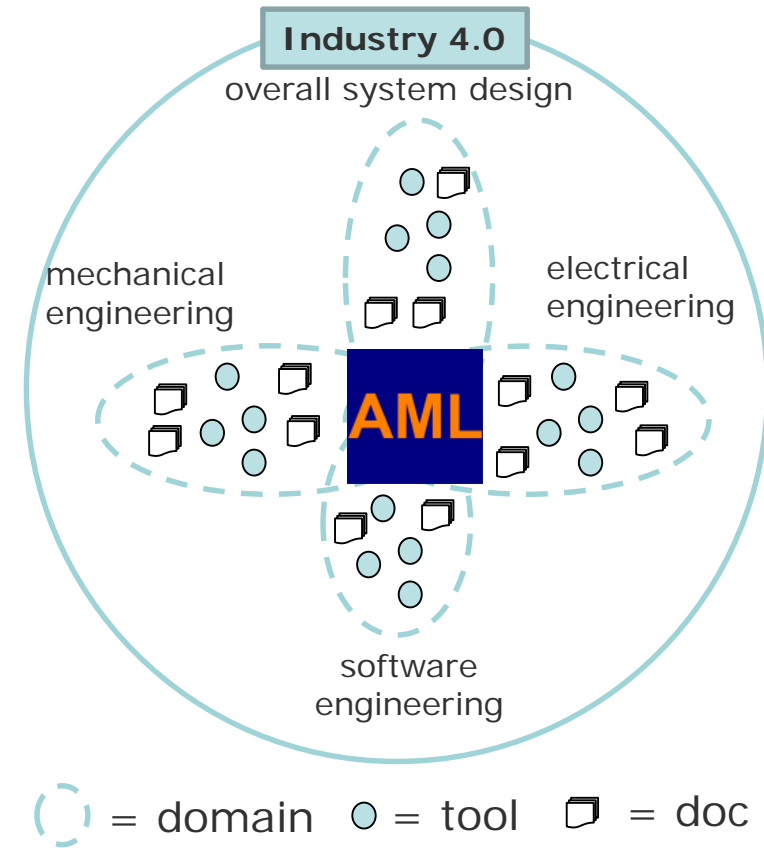 Industry 4.0
overall system design
mechanical
engineering
electrical
engineering
AML
software
engineering
= domain = tool = doc